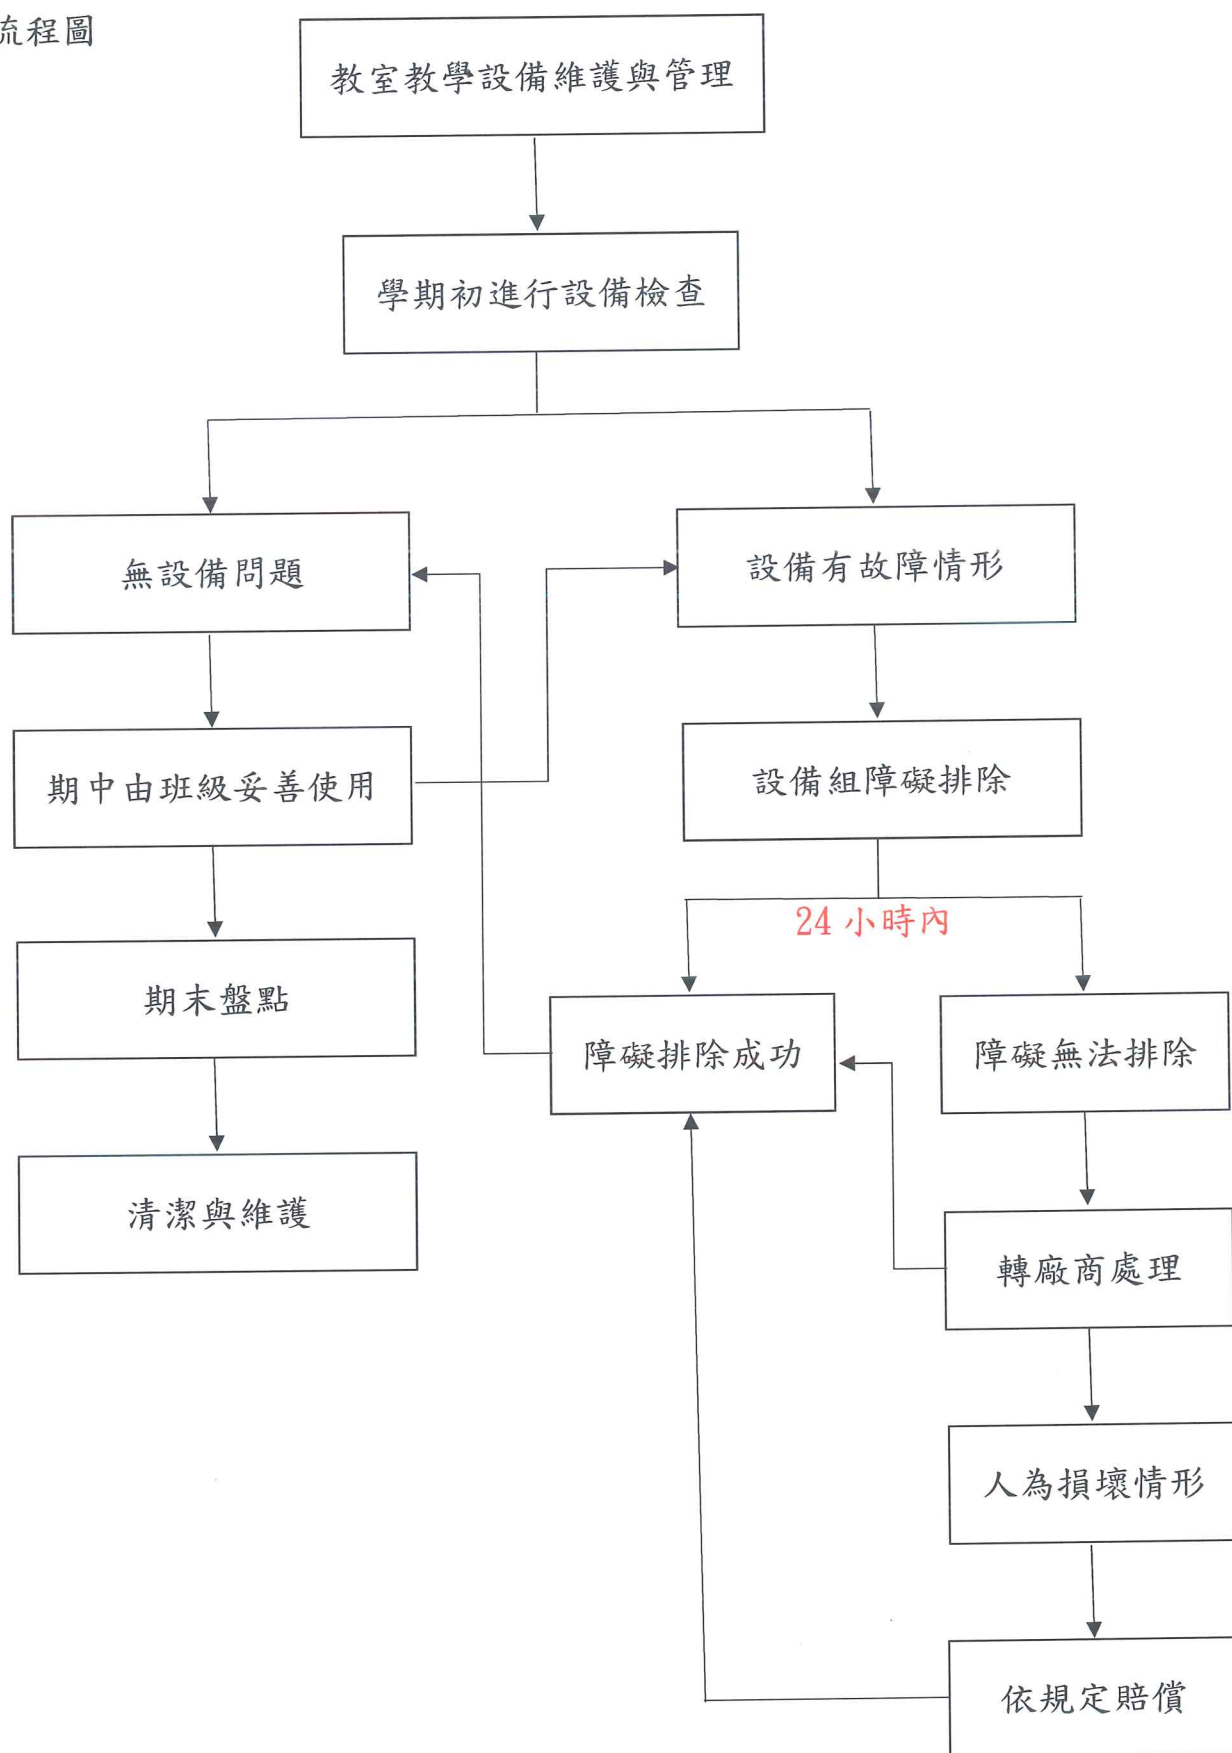 流程圖
教室教學設備維護與管理
學期初進行設備檢查
無設備問題
設備有故障情形
期中由班級妥善使用
設備組障礙排除
24 小時內
期末盤點
障礙排除成功
障礙無法排除
清潔與維護
轉廠商處理
人為損壞情形
依規定賠償